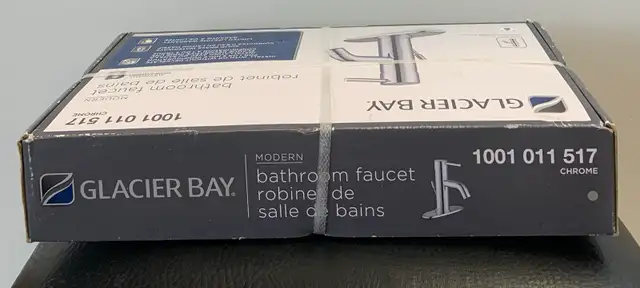 GLACIER BAY
1001 011 517
CHROME
MODERN
bathroom faucet
robinet de salle de bains
GLACIER BAY®
MODERN
bathroom faucet
robinet de
salle de bains
1001 011 517
CHROME